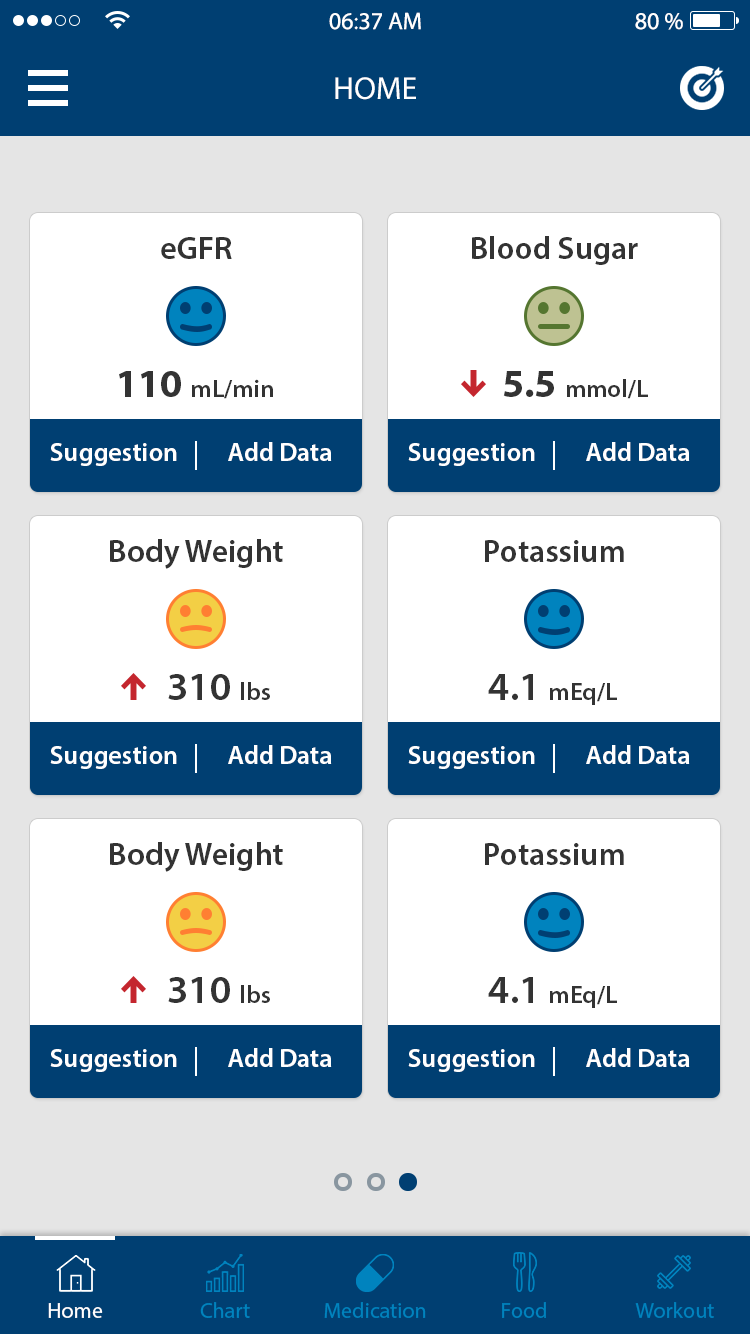 06:37 AM 80 %
HOME
eGFR
110 mL/min
Suggestion | Add Data
Blood Sugar
5.5 mmol/L
Suggestion | Add Data
Body Weight
310 lbs
Suggestion | Add Data
Potassium
4.1 mEq/L
Suggestion | Add Data
Body Weight
310 lbs
Suggestion | Add Data
Potassium
4.1 mEq/L
Suggestion | Add Data
Home Chart Medication Food Workout